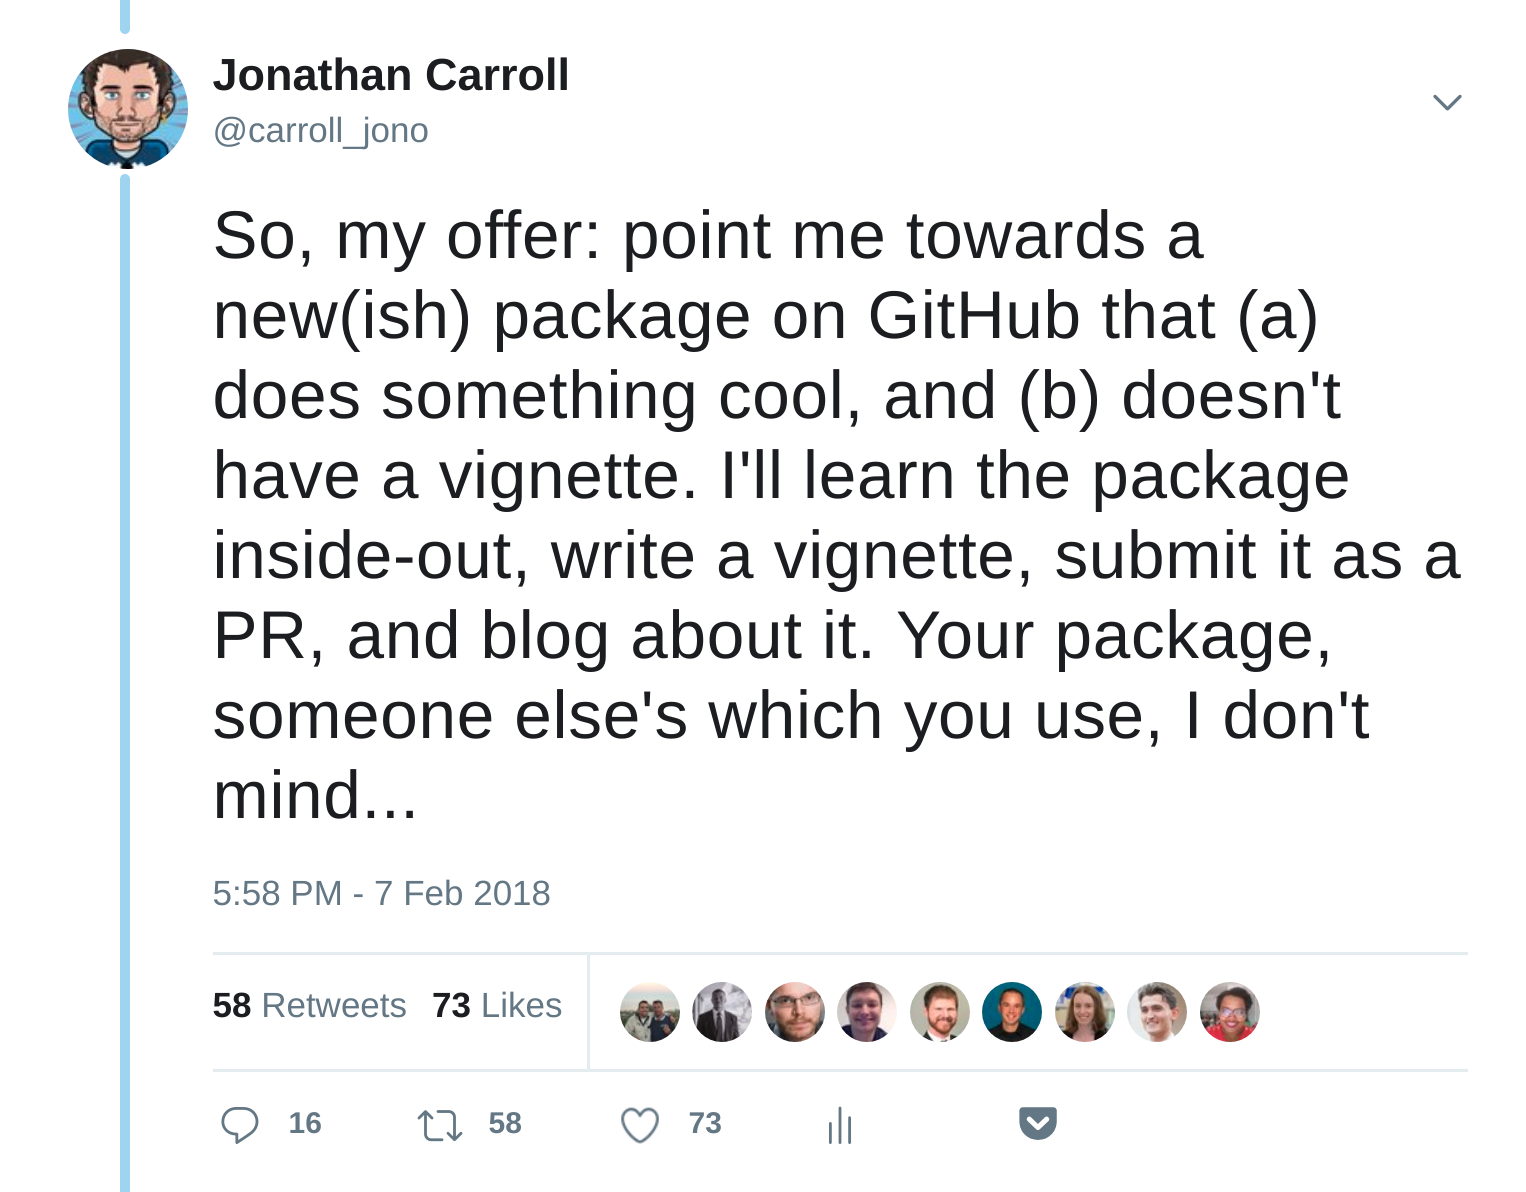 Jonathan Carroll
@carroll_jono
So, my offer: point me towards a
new(ish) package on GitHub that (a)
does something cool, and (b) doesn't
have a vignette. I'll learn the package
inside-out, write a vignette, submit it as a
PR, and blog about it. Your package,
someone else's which you use, I don't
mind...
5:58 PM - 7 Feb 2018
58 Retweets 73 Likes
16 58 73